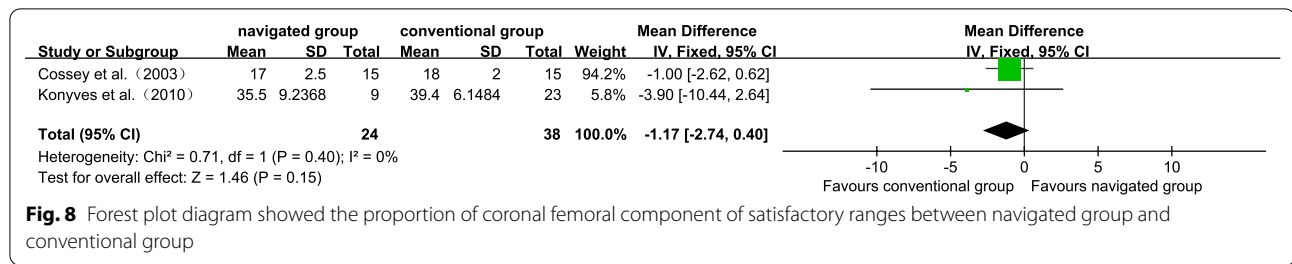 navigated group conventional group Mean Difference Mean Difference
Study or Subgroup Mean SD Total Mean SD Total Weight IV, Fixed, 95% CI IV, Fixed, 95% CI
Cossey et al.（2003） 17 2.5 15 18 2 15 94.2% -1.00 [-2.62, 0.62]
Konyves et al.（2010） 35.5 9.2368 9 39.4 6.1484 23 5.8% -3.90 [-10.44, 2.64]
Total (95% CI) 24 38 100.0% -1.17 [-2.74, 0.40]
Heterogeneity: Chi² = 0.71, df = 1 (P = 0.40); I² = 0%
Test for overall effect: Z = 1.46 (P = 0.15)
-10 -5 0 5 10
Favours conventional group Favours navigated group
Fig. 8 Forest plot diagram showed the proportion of coronal femoral component of satisfactory ranges between navigated group and
conventional group